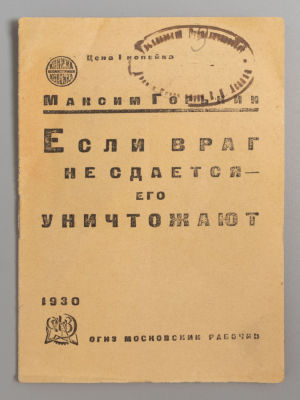 Цена 1 копейка
Максим Горький
Если враг
не сдается—
его
уничтожают
1930
ОГИЗ Московский рабочий